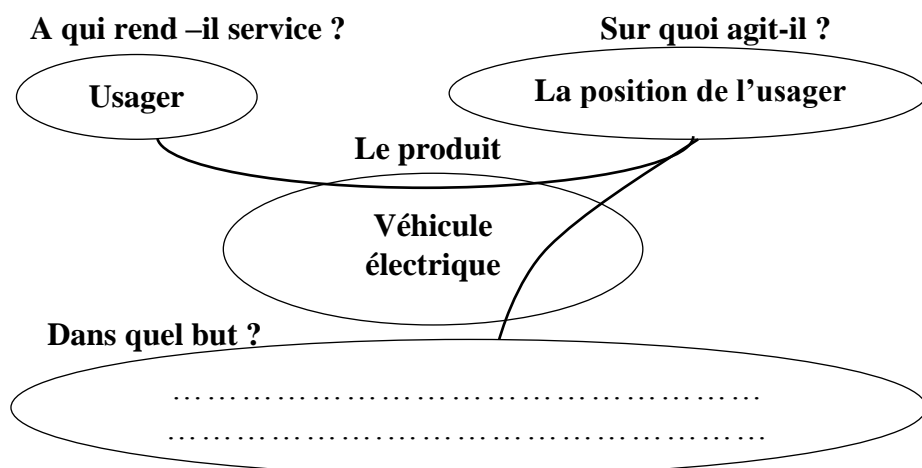 A qui rend –il service ?
Sur quoi agit-il ?
Usager
La position de l’usager
Le produit
Véhicule
électrique
Dans quel but ?
……………………………………………
……………………………………………